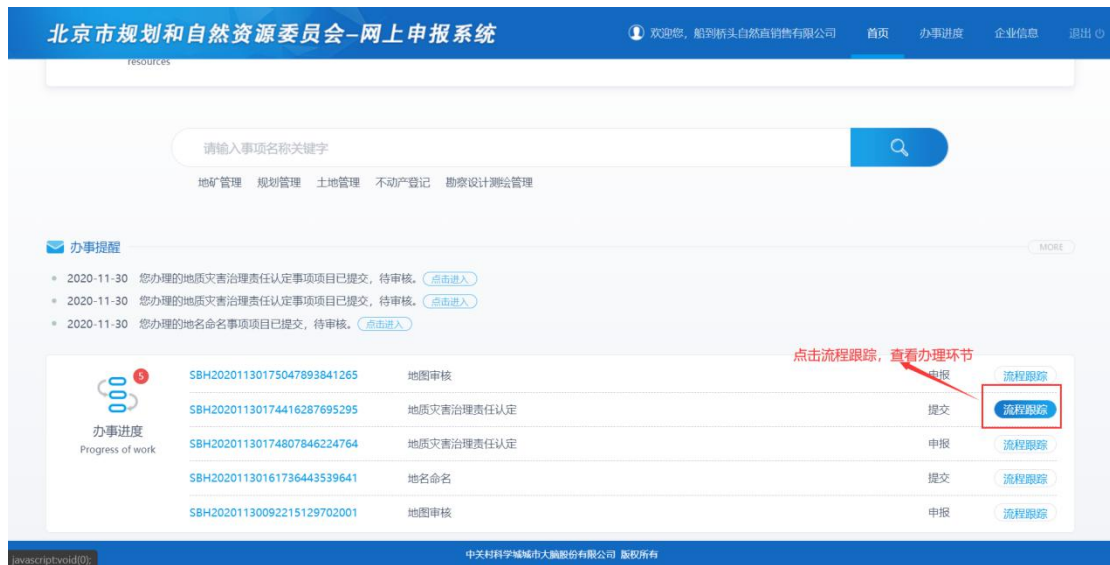 北京市规划和自然资源委员会-网上申报系统
欢迎您，船到桥头自然直销售有限公司 首页 办事进度 企业信息 退出
resources
请输入事项名称关键字
地矿管理 规划管理 土地管理 不动产登记 勘察设计测绘管理
办事提醒 MORE
2020-11-30 您办理的地质灾害治理责任认定事项项目已提交，待审核。 点击进入
2020-11-30 您办理的地质灾害治理责任认定事项项目已提交，待审核。 点击进入
2020-11-30 您办理的地名命名事项项目已提交，待审核。 点击进入
点击流程跟踪，查看办理环节
5
办事进度
Progress of work
SBH20201130175047893841265 地图审核 申报 流程跟踪
SBH20201130174416287695295 地质灾害治理责任认定 提交 流程跟踪
SBH20201130174807846224764 地质灾害治理责任认定 申报 流程跟踪
SBH20201130161736443539641 地名命名 提交 流程跟踪
SBH20201130092215129702001 地图审核 申报 流程跟踪
中关村科学城城市大脑股份有限公司 版权所有
javascript:void(0);